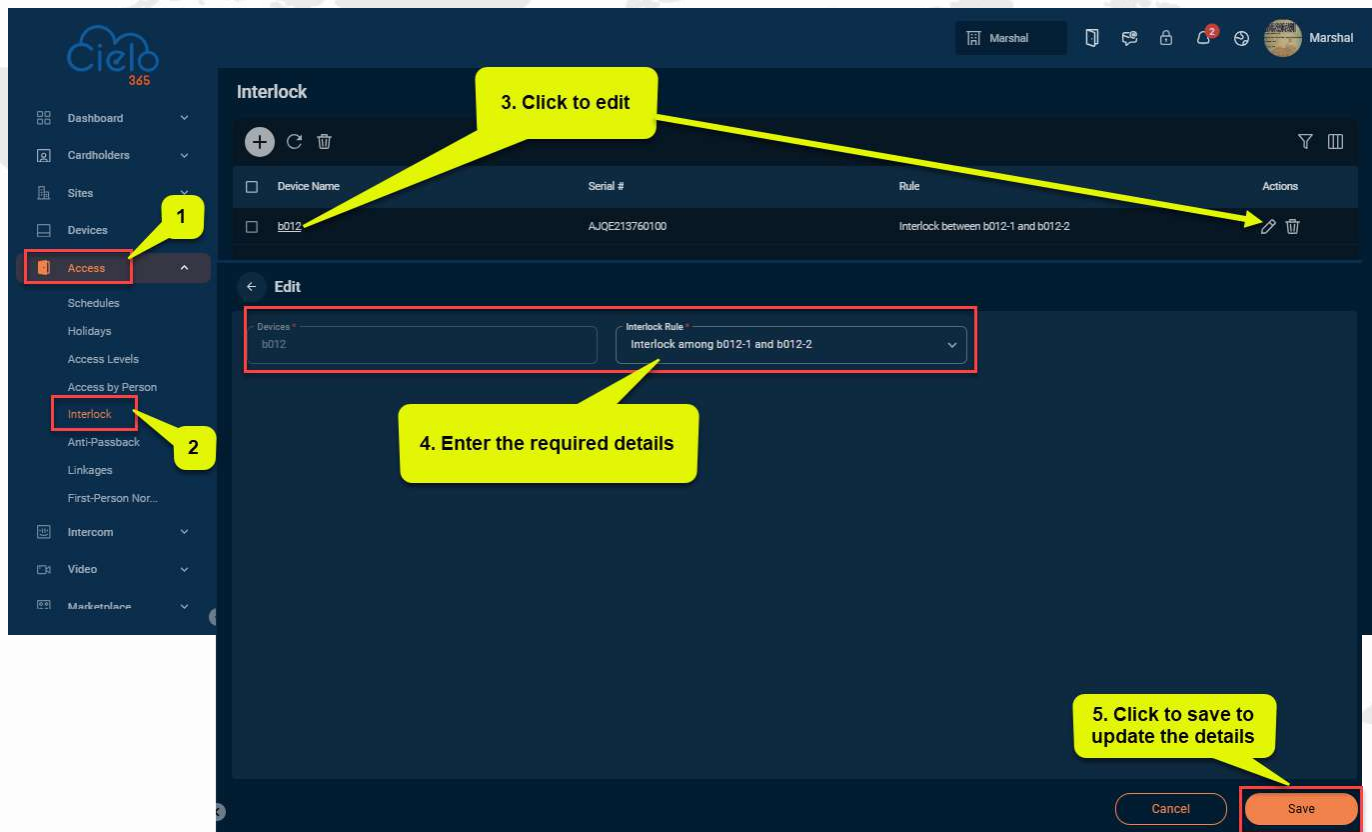 Cielo
365
Marshal
2
Marshal
Dashboard
Cardholders
Sites
Devices
Access
Schedules
Holidays
Access Levels
Access by Person
Interlock
Anti-Passback
Linkages
First-Person Nor...
Intercom
Video
Marketplace
1
2
Interlock
3. Click to edit
Device Name Serial # Rule Actions
b012 AJQE213760100 Interlock between b012-1 and b012-2
Edit
Devices * Interlock Rule *
b012 Interlock among b012-1 and b012-2
4. Enter the required details
5. Click to save to
update the details
Cancel Save